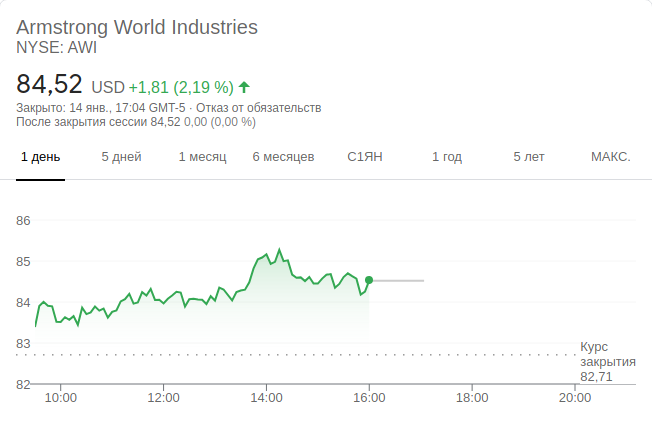 Armstrong World Industries
NYSE: AWI
84,52 USD +1,81 (2,19 %)
Закрыто: 14 янв., 17:04 GMT-5 · Отказ от обязательств
После закрытия сессии 84,52 0,00 (0,00 %)
1 день 5 дней 1 месяц 6 месяцев С1ЯН 1 год 5 лет МАКС.
86
85
84
83
Курс
закрытия
82,71
82
10:00 12:00 14:00 16:00 18:00 20:00